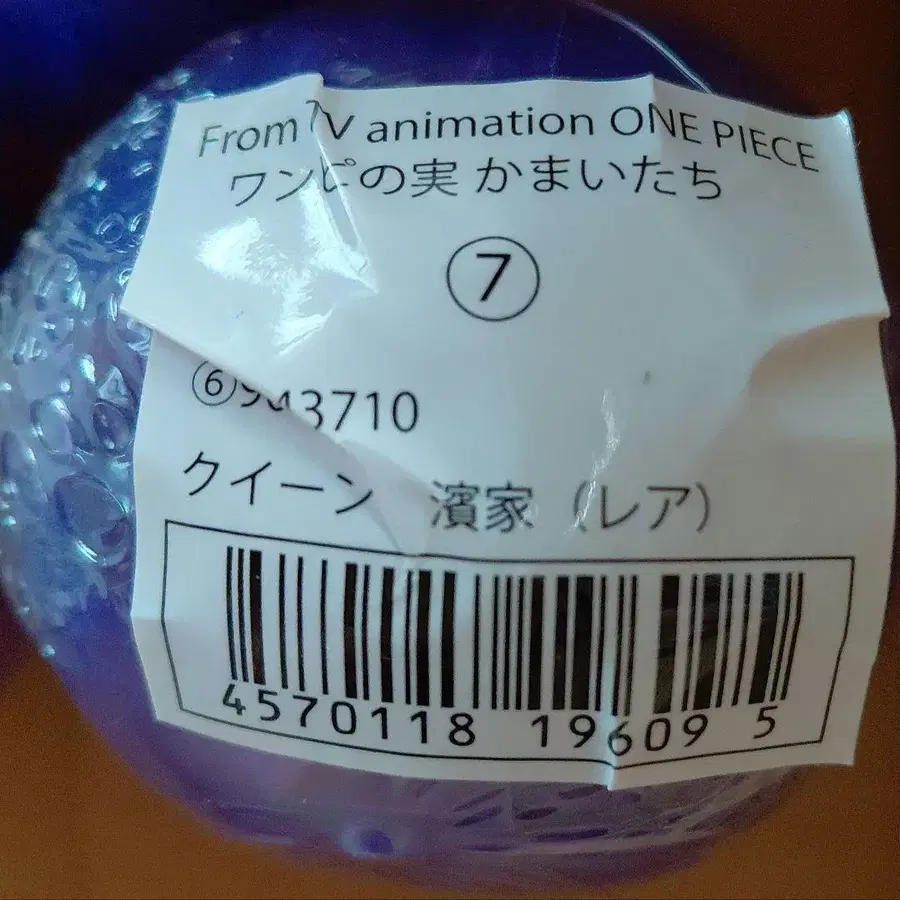 From TV animation ONE PIECE
ワンピの実 かまいたち
⑦
クイーン 濱家（レア）
4570118 19609 5